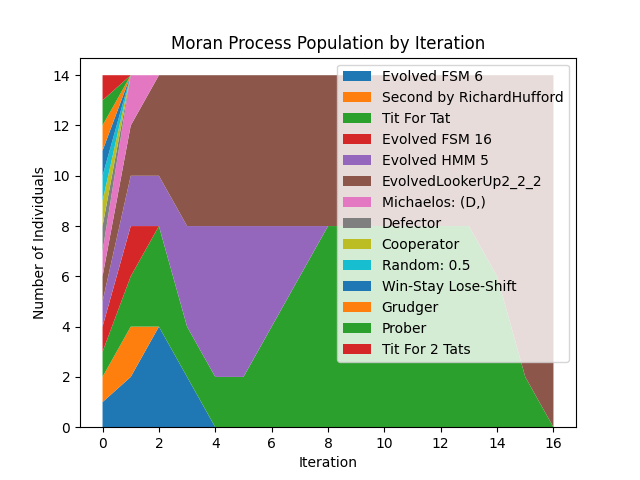 Moran Process Population by Iteration
Number of Individuals
14
12
10
8
6
4
2
0
Evolved FSM 6
Second by RichardHufford
Tit For Tat
Evolved FSM 16
Evolved HMM 5
EvolvedLookerUp2_2_2
Michaelos: (D,)
Defector
Cooperator
Random: 0.5
Win-Stay Lose-Shift
Grudger
Prober
Tit For 2 Tats
0 2 4 6 8 10 12 14 16
Iteration